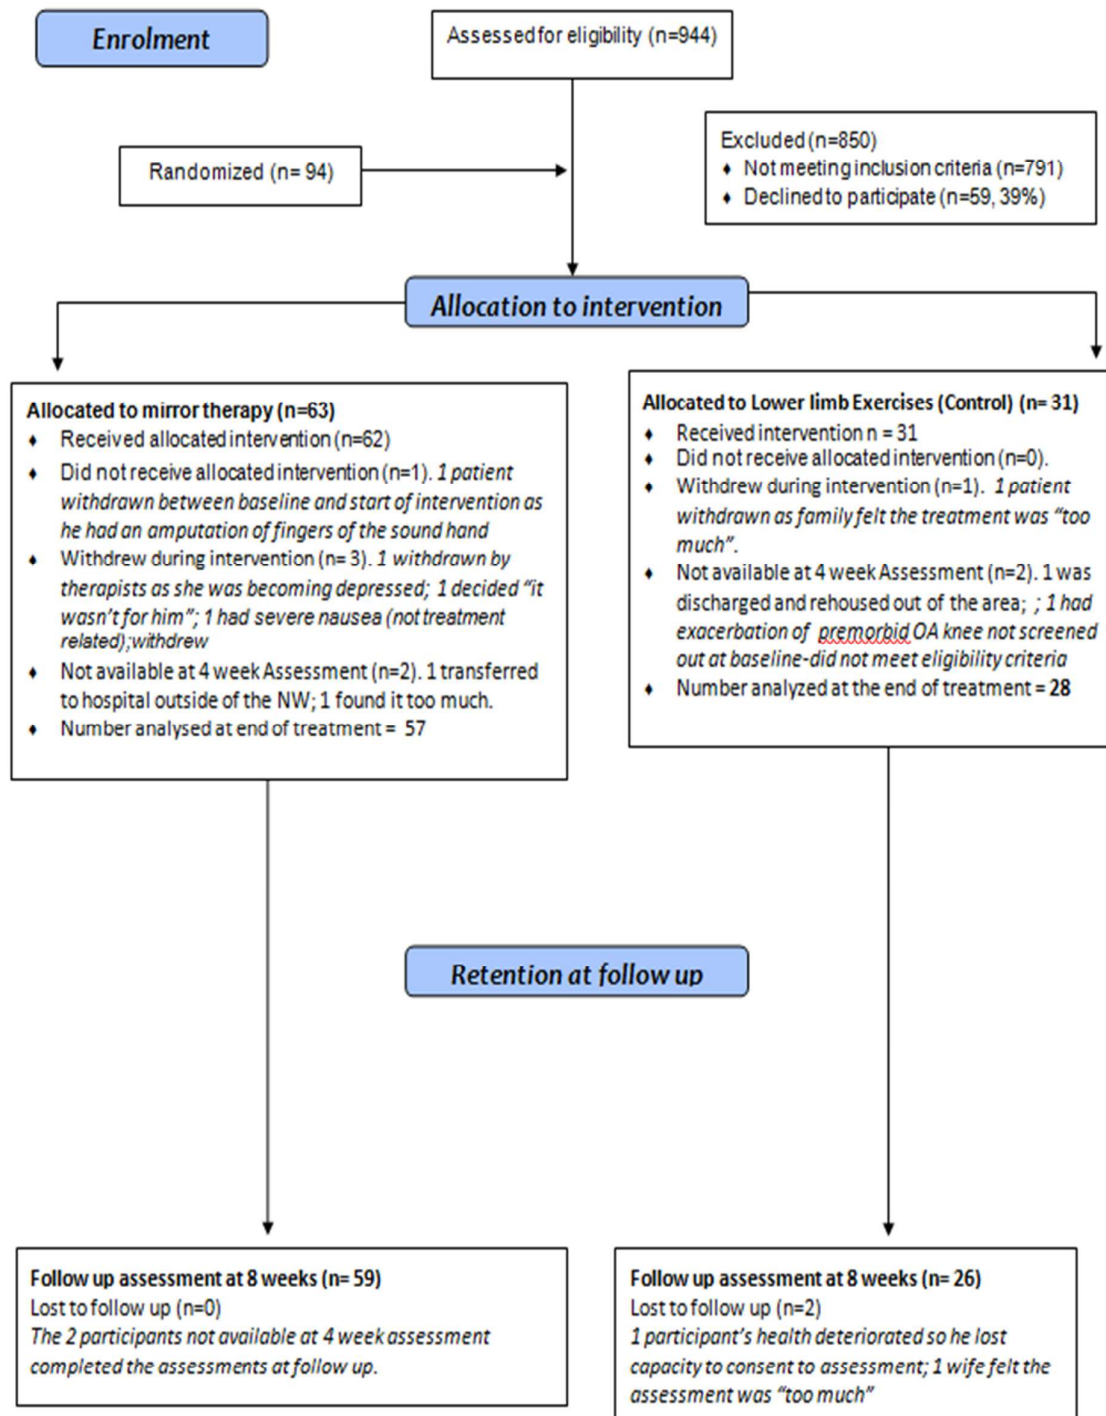 Enrolment
Assessed for eligibility (n=944)
Excluded (n=850)
♦ Not meeting inclusion criteria (n=791)
♦ Declined to participate (n=59, 39%)
Randomized (n= 94)
Allocation to intervention
Allocated to mirror therapy (n=63)
♦ Received allocated intervention (n=62)
♦ Did not receive allocated intervention (n=1). 1 patient
withdrawn between baseline and start of intervention as
he had an amputation of fingers of the sound hand
♦ Withdrew during intervention (n= 3). 1 withdrawn by
therapists as she was becoming depressed; 1 decided "it
wasn't for him"; 1 had severe nausea (not treatment
related);withdrew
♦ Not available at 4 week Assessment (n=2). 1 transferred
to hospital outside of the NW; 1 found it too much.
♦ Number analysed at end of treatment = 57
Allocated to Lower limb Exercises (Control) (n= 31)
♦ Received intervention n = 31
♦ Did not receive allocated intervention (n=0).
♦ Withdrew during intervention (n=1). 1 patient
withdrawn as family felt the treatment was "too
much".
♦ Not available at 4 week Assessment (n=2). 1 was
discharged and rehoused out of the area; ; 1 had
exacerbation of premorbid OA knee not screened
out at baseline-did not meet eligibility criteria
♦ Number analyzed at the end of treatment = 28
Retention at follow up
Follow up assessment at 8 weeks (n= 59)
Lost to follow up (n=0)
The 2 participants not available at 4 week assessment
completed the assessments at follow up.
Follow up assessment at 8 weeks (n= 26)
Lost to follow up (n=2)
1 participant's health deteriorated so he lost
capacity to consent to assessment; 1 wife felt the
assessment was "too much"